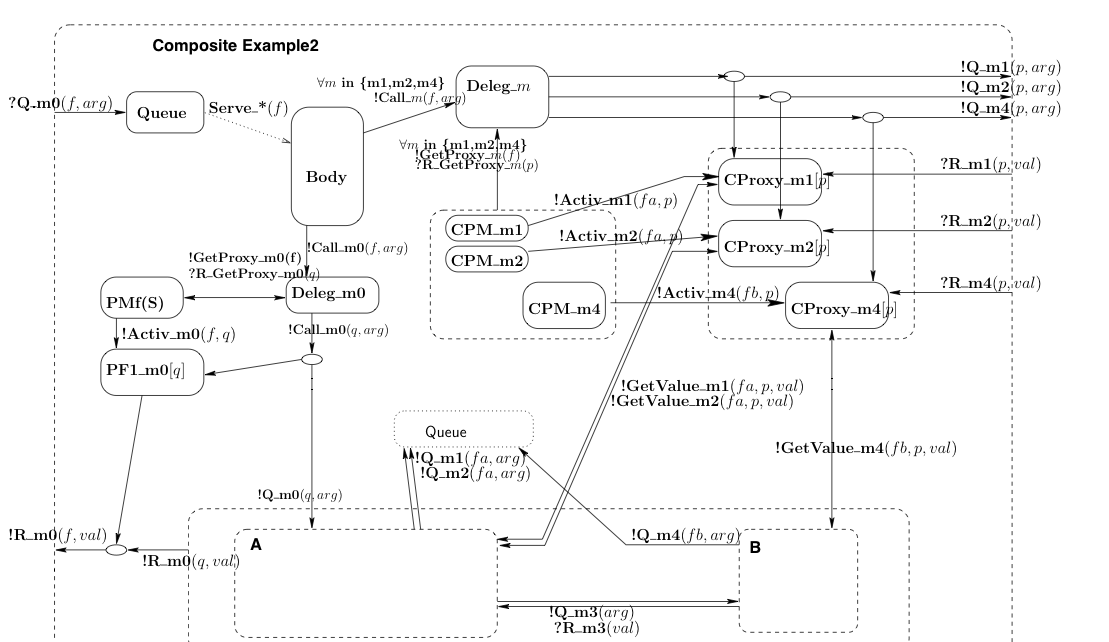 Composite Example2
∀m in {m1,m2,m4}
!Call_m(f, arg)
Deleg_m
!Q_m1(p, arg)
!Q_m2(p, arg)
!Q_m4(p, arg)
?Q_m0(f, arg)
Queue
Serve_*(f)
Body
∀m in {m1,m2,m4}
!GetProxy_m(f)
?R_GetProxy_m(p)
CProxy_m1[p]
?R_m1(p, val)
!Activ_m1(fa, p)
CPM_m1
!Activ_m2(fa, p)
CProxy_m2[p]
?R_m2(p, val)
CPM_m2
!Call_m0(f, arg)
!GetProxy_m0(f)
?R_GetProxy_m0(q)
PMf(S)
Deleg_m0
CPM_m4
!Activ_m4(fb, p)
CProxy_m4[p]
?R_m4(p, val)
!Activ_m0(f, q)
!Call_m0(q, arg)
PF1_m0[q]
!GetValue_m1(fa, p, val)
!GetValue_m2(fa, p, val)
Queue
!Q_m1(fa, arg)
!Q_m2(fa, arg)
!GetValue_m4(fb, p, val)
!Q_m0(q, arg)
!R_m0(f, val)
!R_m0(q, val)
A
!Q_m4(fb, arg)
B
!Q_m3(arg)
?R_m3(val)